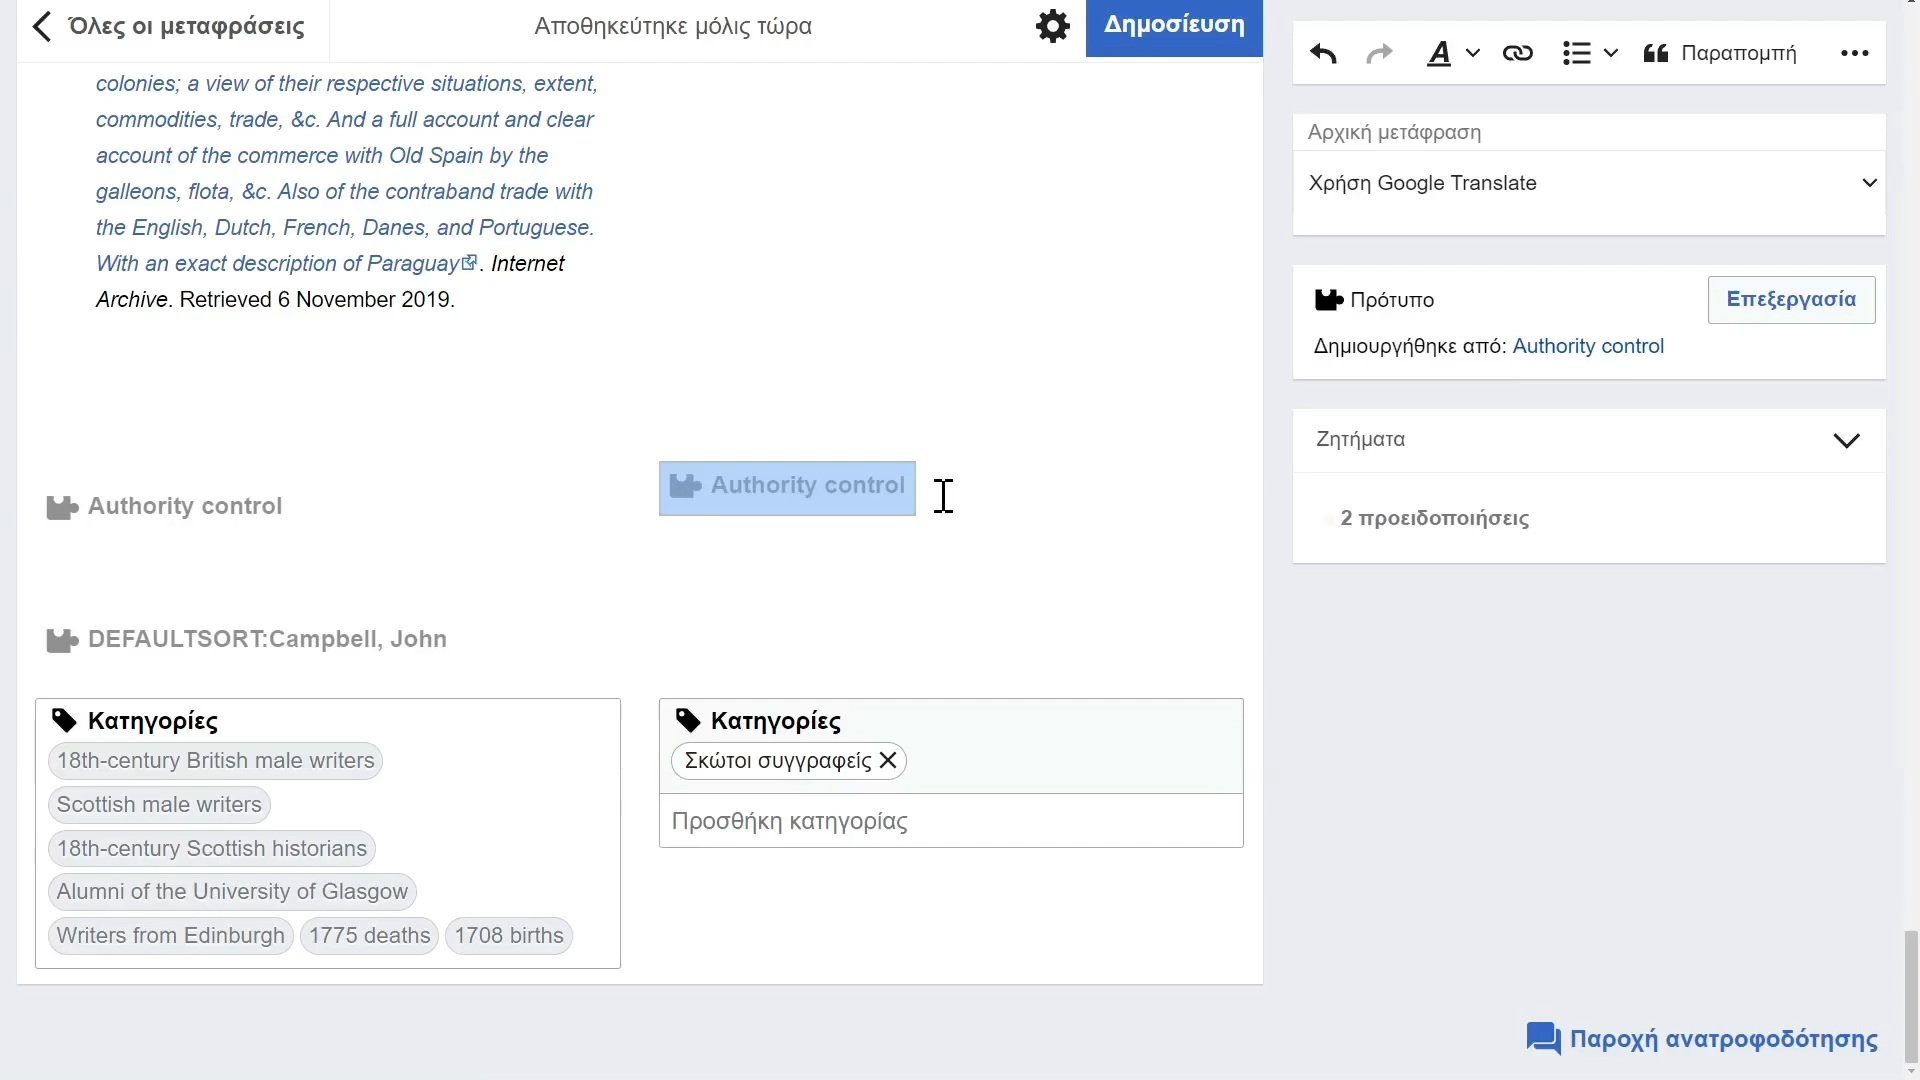 Όλες οι μεταφράσεις
Αποθηκεύτηκε μόλις τώρα
Δημοσίευση
colonies; a view of their respective situations, extent,
commodities, trade, &c. And a full account and clear
account of the commerce with Old Spain by the
galleons, flota, &c. Also of the contraband trade with
the English, Dutch, French, Danes, and Portuguese.
With an exact description of Paraguay. Internet
Archive. Retrieved 6 November 2019.
Authority control
Authority control
DEFAULTSORT:Campbell, John
Κατηγορίες
18th-century British male writers
Scottish male writers
18th-century Scottish historians
Alumni of the University of Glasgow
Writers from Edinburgh 1775 deaths 1708 births
Κατηγορίες
Σκώτοι συγγραφείς
Προσθήκη κατηγορίας
A
Παραπομπή
Αρχική μετάφραση
Χρήση Google Translate
Πρότυπο
Επεξεργασία
Δημιουργήθηκε από: Authority control
Ζητήματα
2 προειδοποιήσεις
Παροχή ανατροφοδότησης